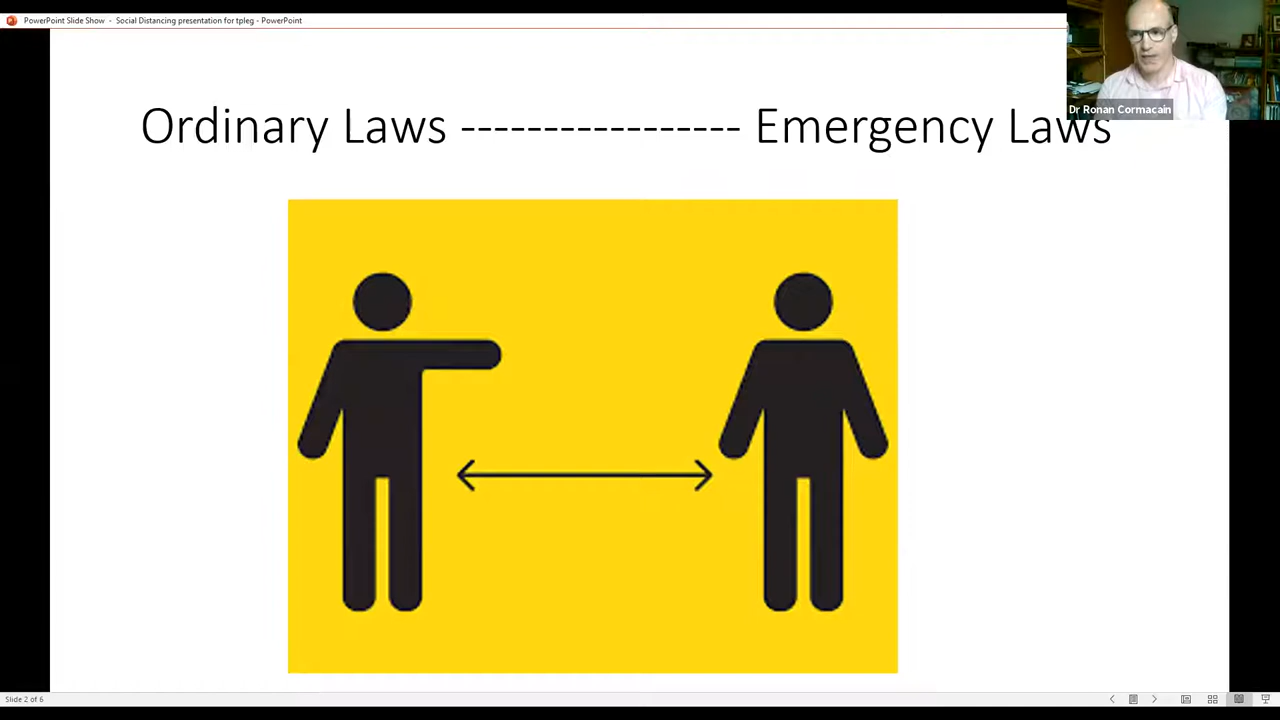 PowerPoint Slide Show - Social Distancing presentation for tpleg - PowerPoint
Dr Ronan Cormacain
Ordinary Laws ----------------- Emergency Laws
Slide 2 of 6